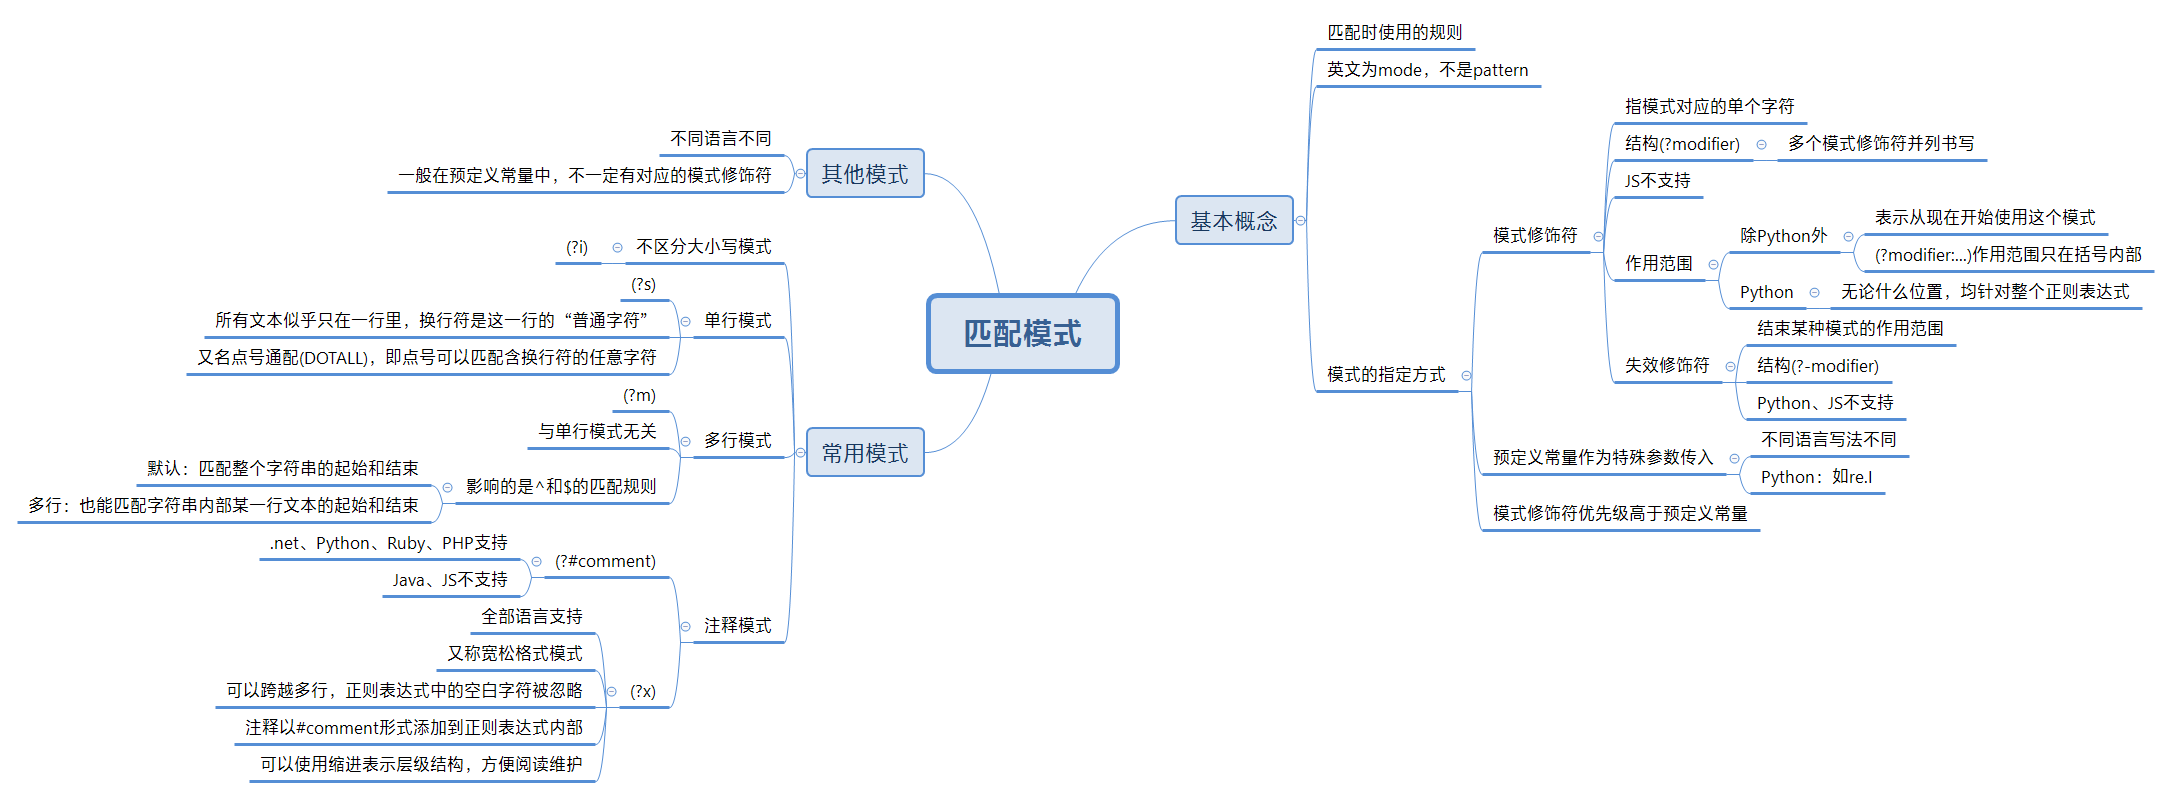 匹配模式
基本概念
匹配时使用的规则
英文为mode，不是pattern
模式的指定方式
模式修饰符
指模式对应的单个字符
结构(?modifier)
多个模式修饰符并列书写
JS不支持
作用范围
除Python外
表示从现在开始使用这个模式
(?modifier:...)作用范围只在括号内部
Python
无论什么位置，均针对整个正则表达式
失效修饰符
结束某种模式的作用范围
结构(?-modifier)
Python、JS不支持
预定义常量作为特殊参数传入
不同语言写法不同
Python：如re.I
模式修饰符优先级高于预定义常量
其他模式
不同语言不同
一般在预定义常量中，不一定有对应的模式修饰符
常用模式
不区分大小写模式
(?i)
单行模式
(?s)
所有文本似乎只在一行里，换行符是这一行的“普通字符”
又名点号通配(DOTALL)，即点号可以匹配含换行符的任意字符
多行模式
(?m)
与单行模式无关
影响的是^和$的匹配规则
默认：匹配整个字符串的起始和结束
多行：也能匹配字符串内部某一行文本的起始和结束
注释模式
(?#comment)
.net、Python、Ruby、PHP支持
Java、JS不支持
(?x)
全部语言支持
又称宽松格式模式
可以跨越多行，正则表达式中的空白字符被忽略
注释以#comment形式添加到正则表达式内部
可以使用缩进表示层级结构，方便阅读维护